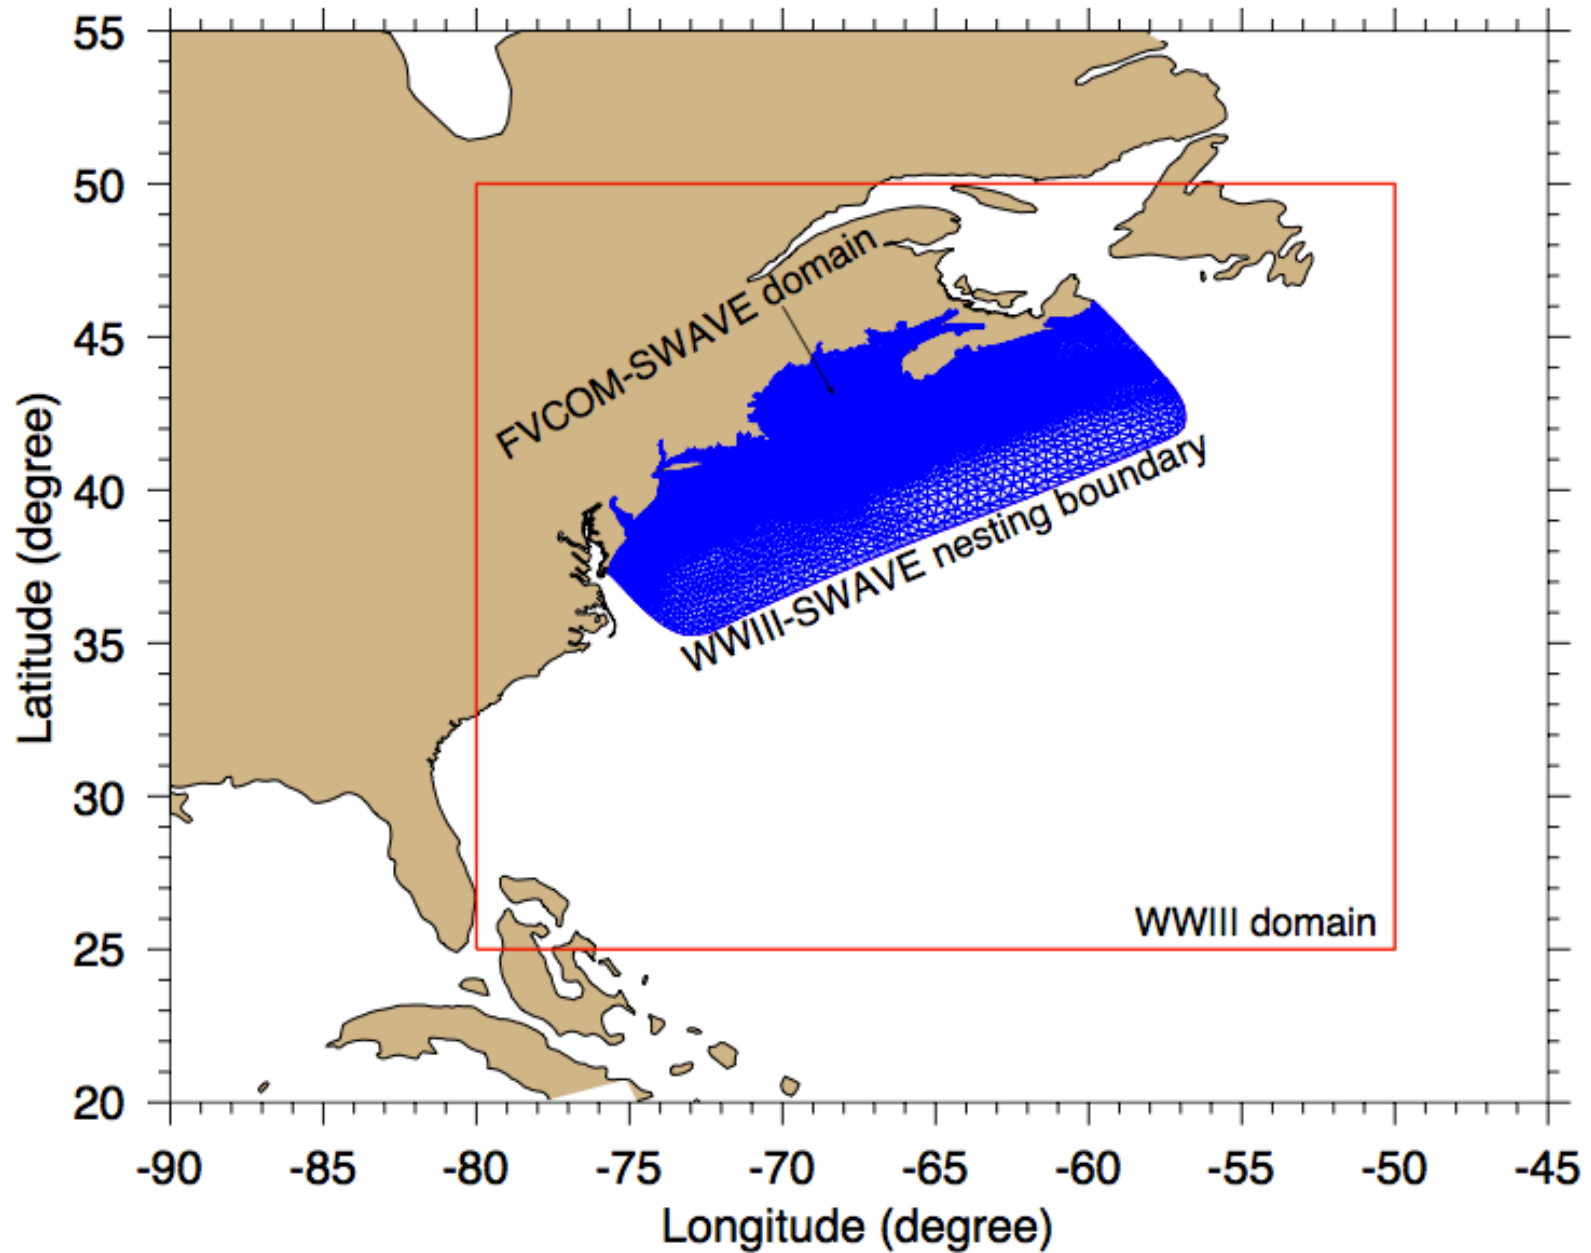 55
50
45
40
35
30
25
20
Latitude (degree)
FVCOM-SWAVE domain
WWIII-SWAVE nesting boundary
WWIII domain
-90 -85 -80 -75 -70 -65 -60 -55 -50 -45
Longitude (degree)